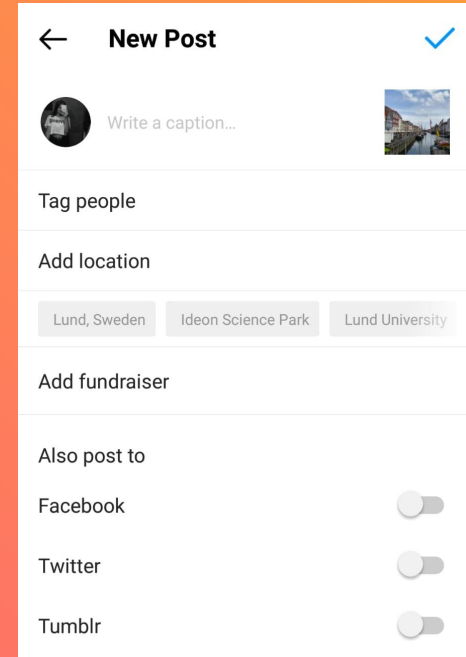 New Post
Write a caption...
Tag people
Add location
Lund, Sweden Ideon Science Park Lund University
Add fundraiser
Also post to
Facebook
Twitter
Tumblr